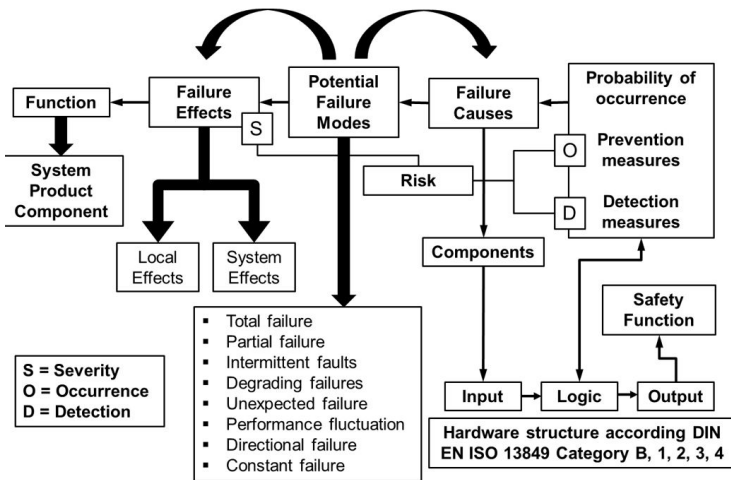 Function
Failure
Effects
S
Potential
Failure
Modes
Failure
Causes
Probability of
occurrence
O
Prevention
measures
D
Detection
measures
System
Product
Component
Risk
Local
Effects
System
Effects
Components
▪ Total failure
▪ Partial failure
▪ Intermittent faults
▪ Degrading failures
▪ Unexpected failure
▪ Performance fluctuation
▪ Directional failure
▪ Constant failure
Safety
Function
S = Severity
O = Occurrence
D = Detection
Input
Logic
Output
Hardware structure according DIN
EN ISO 13849 Category B, 1, 2, 3, 4